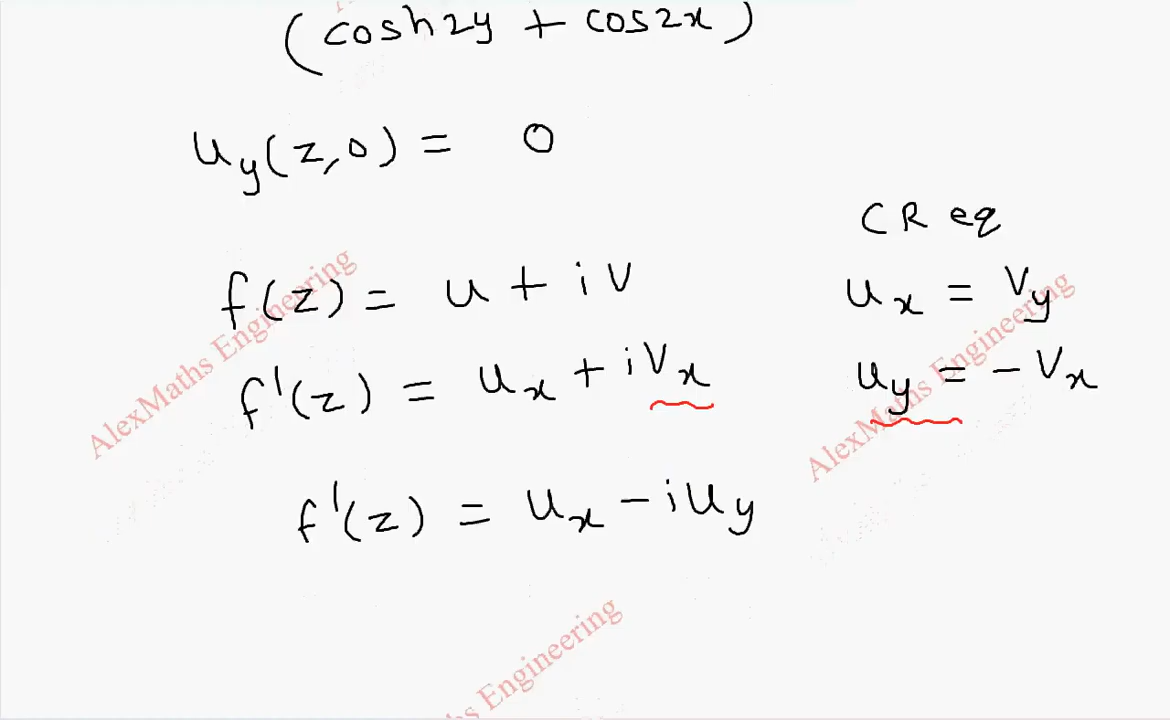 (cosh2y + cos2x)
u_y(z,0) = 0
CR eq
f(z) = u + iv
u_x = v_y
f'(z) = u_x + iv_x
u_y = -v_x
f'(z) = u_x - iu_y
AlexMaths Engineering
AlexMaths Engineering
Engineering